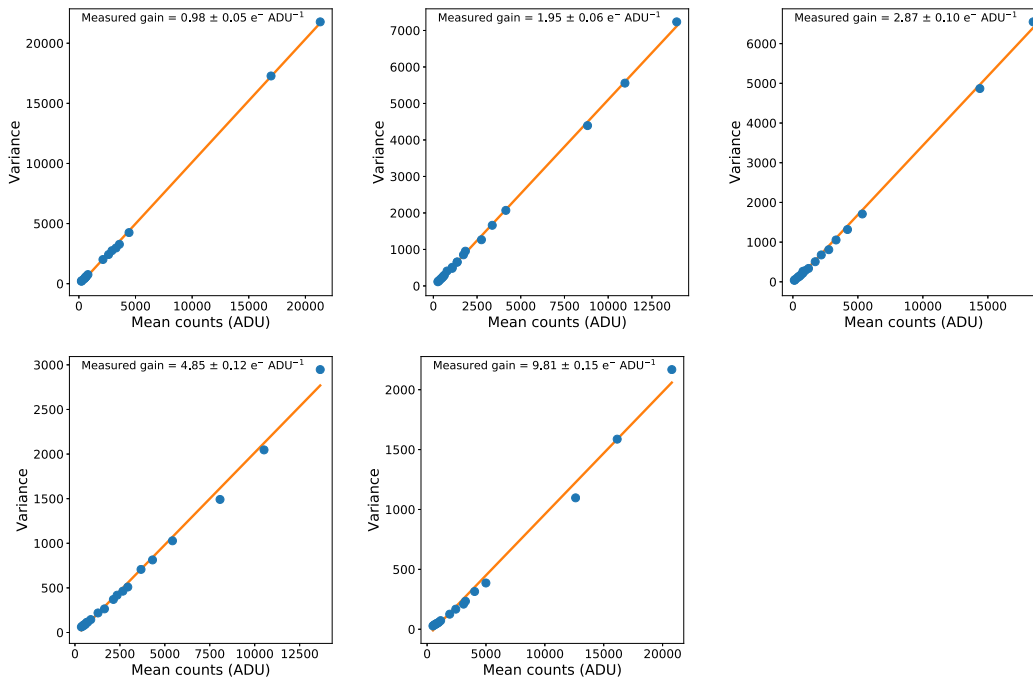 Measured gain = 0.98 ± 0.05 e⁻ ADU⁻¹
20000
15000
10000
5000
0
Variance
0 5000 10000 15000 20000
Mean counts (ADU)
Measured gain = 1.95 ± 0.06 e⁻ ADU⁻¹
7000
6000
5000
4000
3000
2000
1000
0
Variance
0 2500 5000 7500 10000 12500
Mean counts (ADU)
Measured gain = 2.87 ± 0.10 e⁻ ADU⁻¹
6000
5000
4000
3000
2000
1000
0
Variance
0 5000 10000 15000
Mean counts (ADU)
Measured gain = 4.85 ± 0.12 e⁻ ADU⁻¹
3000
2500
2000
1500
1000
500
0
Variance
0 2500 5000 7500 10000 12500
Mean counts (ADU)
Measured gain = 9.81 ± 0.15 e⁻ ADU⁻¹
2000
1500
1000
500
0
Variance
0 5000 10000 15000 20000
Mean counts (ADU)